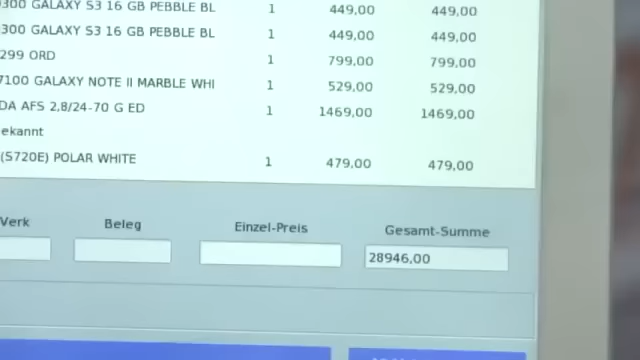 300 GALAXY S3 16 GB PEBBLE BL 1 449,00 449,00
300 GALAXY S3 16 GB PEBBLE BL 1 449,00 449,00
299 ORD 1 799,00 799,00
7100 GALAXY NOTE II MARBLE WHI 1 529,00 529,00
DA AFS 2,8/24-70 G ED 1 1469,00 1469,00
ekannt
(S720E) POLAR WHITE 1 479,00 479,00
Verk Beleg Einzel-Preis Gesamt-Summe
28946,00